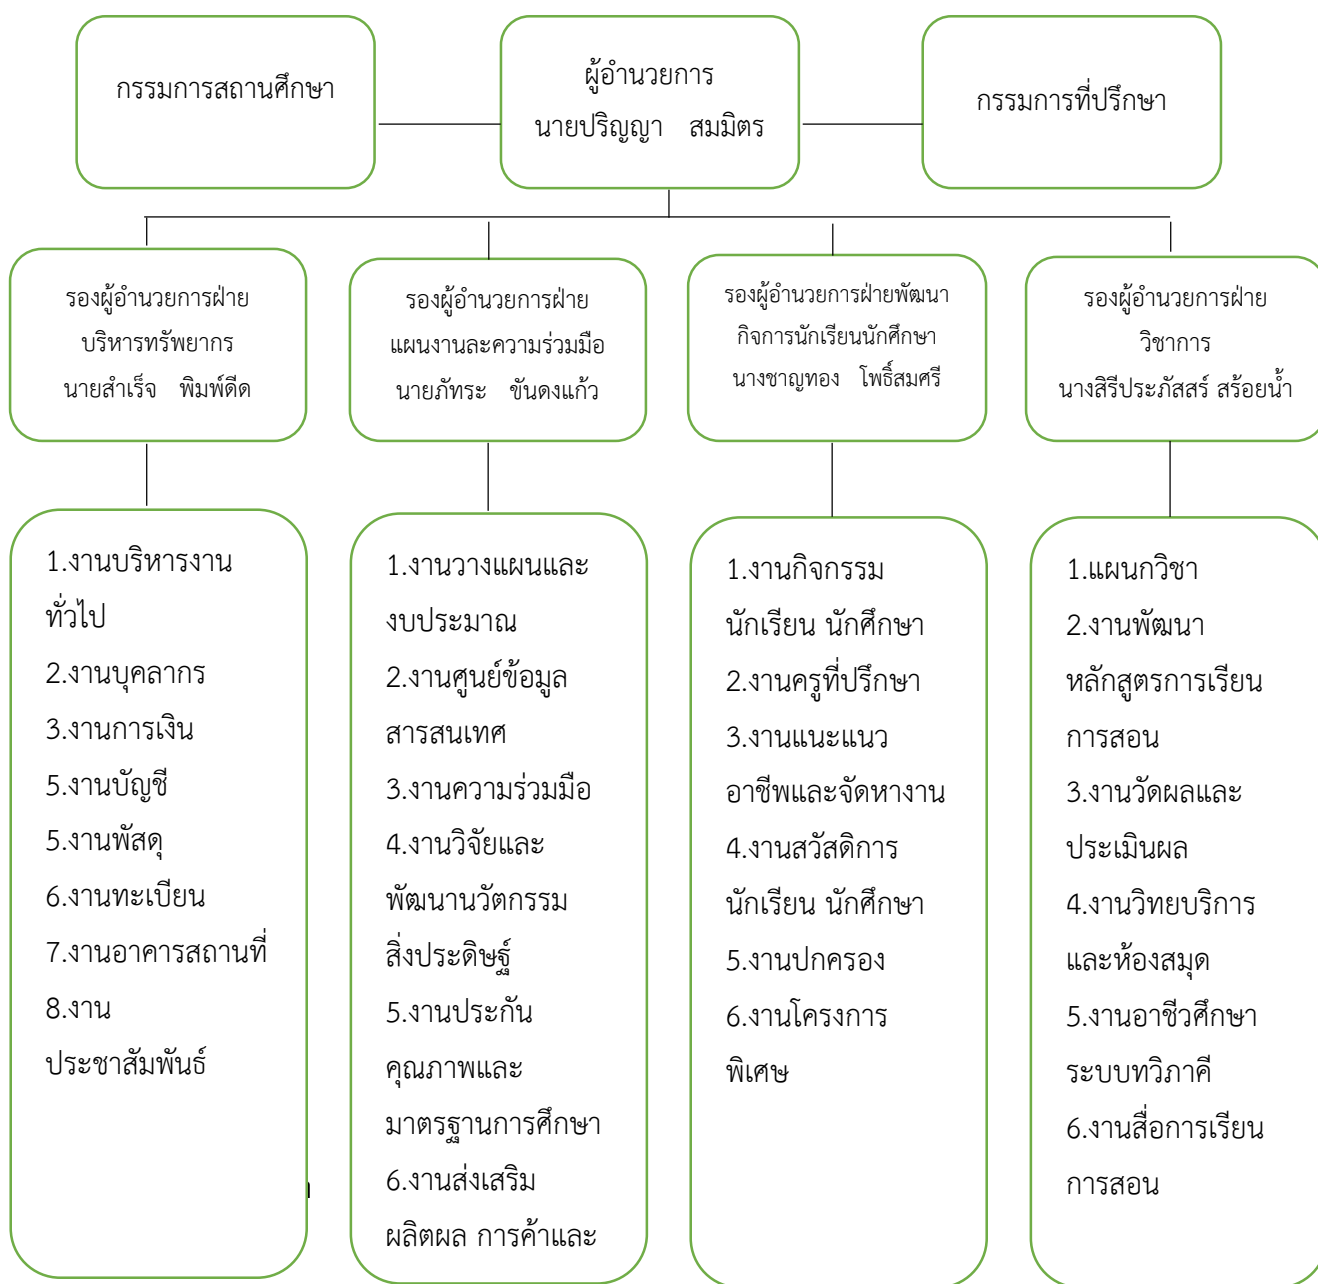 กรรมการสถานศึกษา
ผู้อำนวยการ
นายปริญญา สมมิตร
กรรมการที่ปรึกษา
รองผู้อำนวยการฝ่าย
บริหารทรัพยากร
นายสำเร็จ พิมพ์ดีด
รองผู้อำนวยการฝ่าย
แผนงานละความร่วมมือ
นายภัทระ ขันดงแก้ว
รองผู้อำนวยการฝ่ายพัฒนา
กิจการนักเรียนนักศึกษา
นางชาญทอง โพธิ์สมศรี
รองผู้อำนวยการฝ่าย
วิชาการ
นางสิรีประภัสสร์ สร้อยน้ำ
1.งานบริหารงาน
ทั่วไป
2.งานบุคลากร
3.งานการเงิน
5.งานบัญชี
5.งานพัสดุ
6.งานทะเบียน
7.งานอาคารสถานที่
8.งาน
ประชาสัมพันธ์
1.งานวางแผนและ
งบประมาณ
2.งานศูนย์ข้อมูล
สารสนเทศ
3.งานความร่วมมือ
4.งานวิจัยและ
พัฒนานวัตกรรม
สิ่งประดิษฐ์
5.งานประกัน
คุณภาพและ
มาตรฐานการศึกษา
6.งานส่งเสริม
ผลิตผล การค้าและ
1.งานกิจกรรม
นักเรียน นักศึกษา
2.งานครูที่ปรึกษา
3.งานแนะแนว
อาชีพและจัดหางาน
4.งานสวัสดิการ
นักเรียน นักศึกษา
5.งานปกครอง
6.งานโครงการ
พิเศษ
1.แผนกวิชา
2.งานพัฒนา
หลักสูตรการเรียน
การสอน
3.งานวัดผลและ
ประเมินผล
4.งานวิทยบริการ
และห้องสมุด
5.งานอาชีวศึกษา
ระบบทวิภาคี
6.งานสื่อการเรียน
การสอน